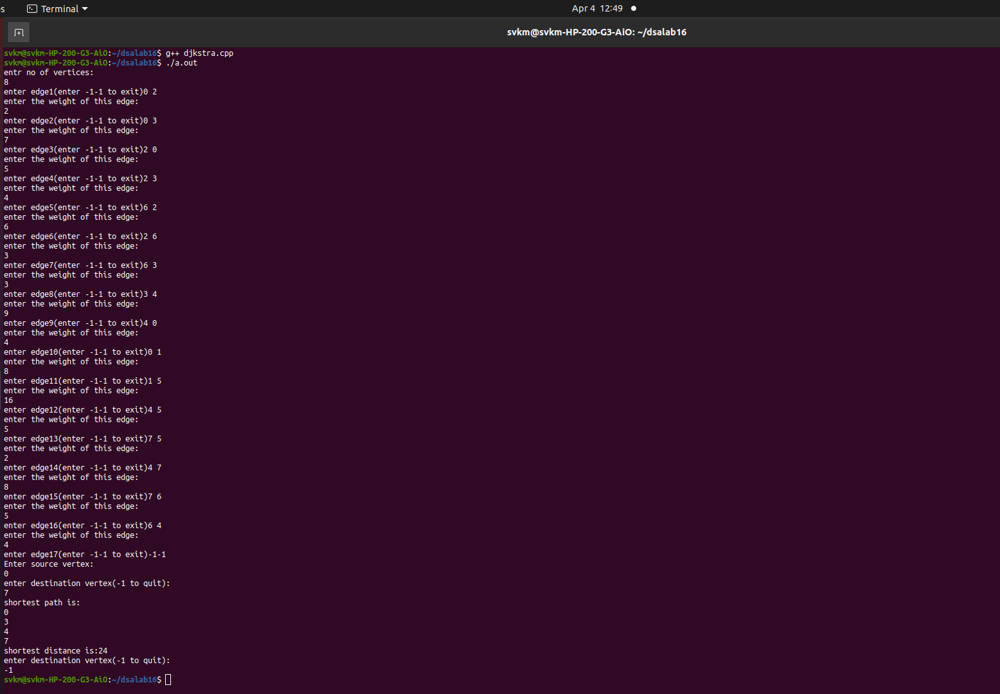 s Terminal Apr 4 12:49
svkm@svkm-HP-200-G3-AiO: ~/dsalab16
svkm@svkm-HP-200-G3-AiO:~/dsalab16$ g++ djkstra.cpp
svkm@svkm-HP-200-G3-AiO:~/dsalab16$ ./a.out
entr no of vertices:
8
enter edge1(enter -1-1 to exit)0 2
enter the weight of this edge:
2
enter edge2(enter -1-1 to exit)0 3
enter the weight of this edge:
7
enter edge3(enter -1-1 to exit)2 0
enter the weight of this edge:
5
enter edge4(enter -1-1 to exit)2 3
enter the weight of this edge:
4
enter edge5(enter -1-1 to exit)6 2
enter the weight of this edge:
6
enter edge6(enter -1-1 to exit)2 6
enter the weight of this edge:
3
enter edge7(enter -1-1 to exit)6 3
enter the weight of this edge:
3
enter edge8(enter -1-1 to exit)3 4
enter the weight of this edge:
9
enter edge9(enter -1-1 to exit)4 0
enter the weight of this edge:
4
enter edge10(enter -1-1 to exit)0 1
enter the weight of this edge:
8
enter edge11(enter -1-1 to exit)1 5
enter the weight of this edge:
16
enter edge12(enter -1-1 to exit)4 5
enter the weight of this edge:
5
enter edge13(enter -1-1 to exit)7 5
enter the weight of this edge:
2
enter edge14(enter -1-1 to exit)4 7
enter the weight of this edge:
8
enter edge15(enter -1-1 to exit)7 6
enter the weight of this edge:
5
enter edge16(enter -1-1 to exit)6 4
enter the weight of this edge:
4
enter edge17(enter -1-1 to exit)-1-1
Enter source vertex:
0
enter destination vertex(-1 to quit):
7
shortest path is:
0
3
4
7
shortest distance is:24
enter destination vertex(-1 to quit):
-1
svkm@svkm-HP-200-G3-AiO:~/dsalab16$